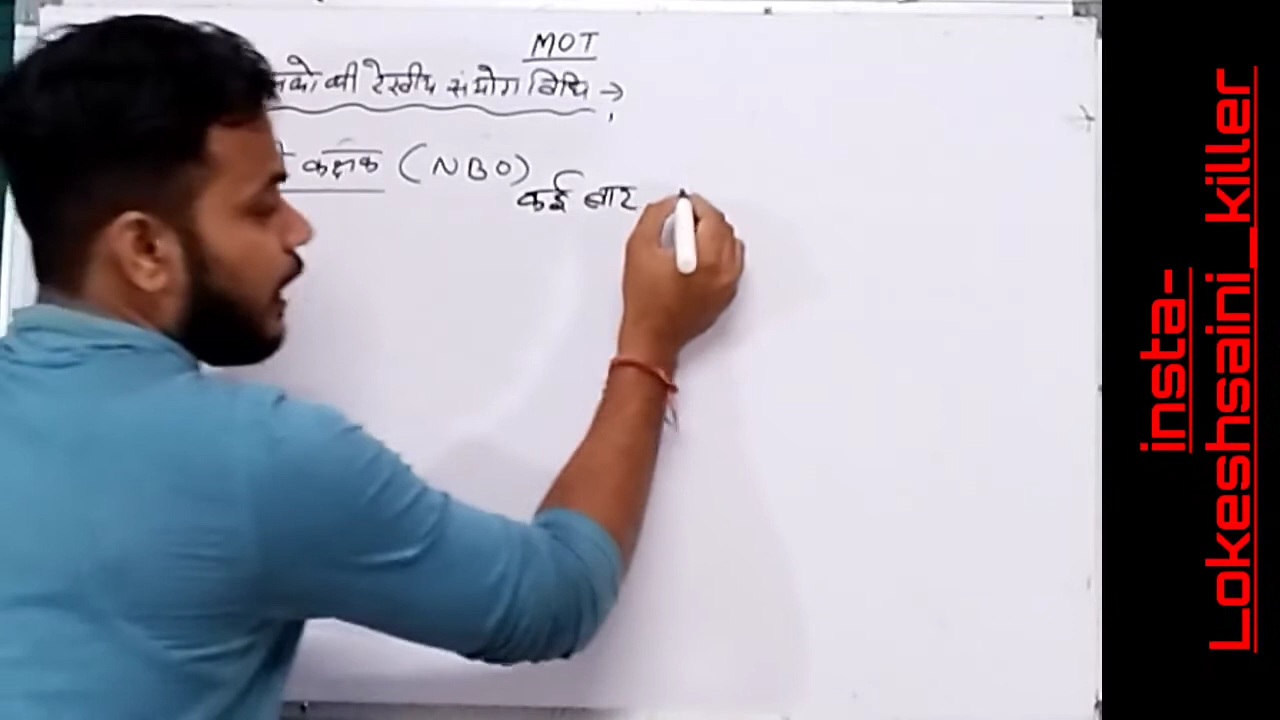 MOT
की रेखीय संयोग विधि →
कक्षक (NBO)
कई बार
insta-
Lokeshsaini_killer